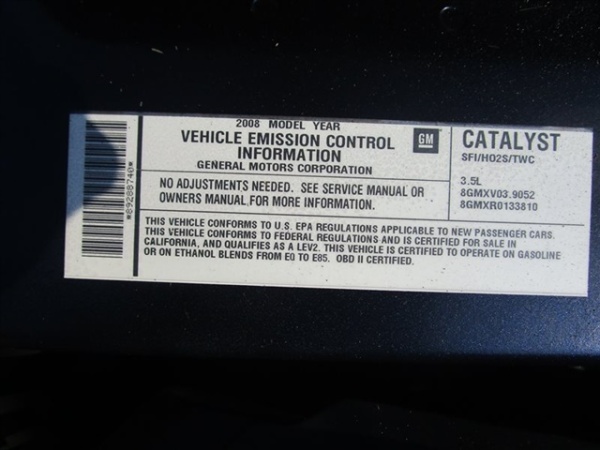 *89288740*
2008 MODEL YEAR
VEHICLE EMISSION CONTROL
INFORMATION
GENERAL MOTORS CORPORATION
GM
CATALYST
SFI/HO2S/TWC
NO ADJUSTMENTS NEEDED. SEE SERVICE MANUAL OR
OWNERS MANUAL FOR MORE INFORMATION.
3.5L
8GMXV03.9052
8GMXR0133810
THIS VEHICLE CONFORMS TO U.S. EPA REGULATIONS APPLICABLE TO NEW PASSENGER CARS.
THIS VEHICLE CONFORMS TO FEDERAL REGULATIONS AND IS CERTIFIED FOR SALE IN
CALIFORNIA, AND QUALIFIES AS A LEV2. THIS VEHICLE IS CERTIFIED TO OPERATE ON GASOLINE
OR ON ETHANOL BLENDS FROM E0 TO E85. OBD II CERTIFIED.